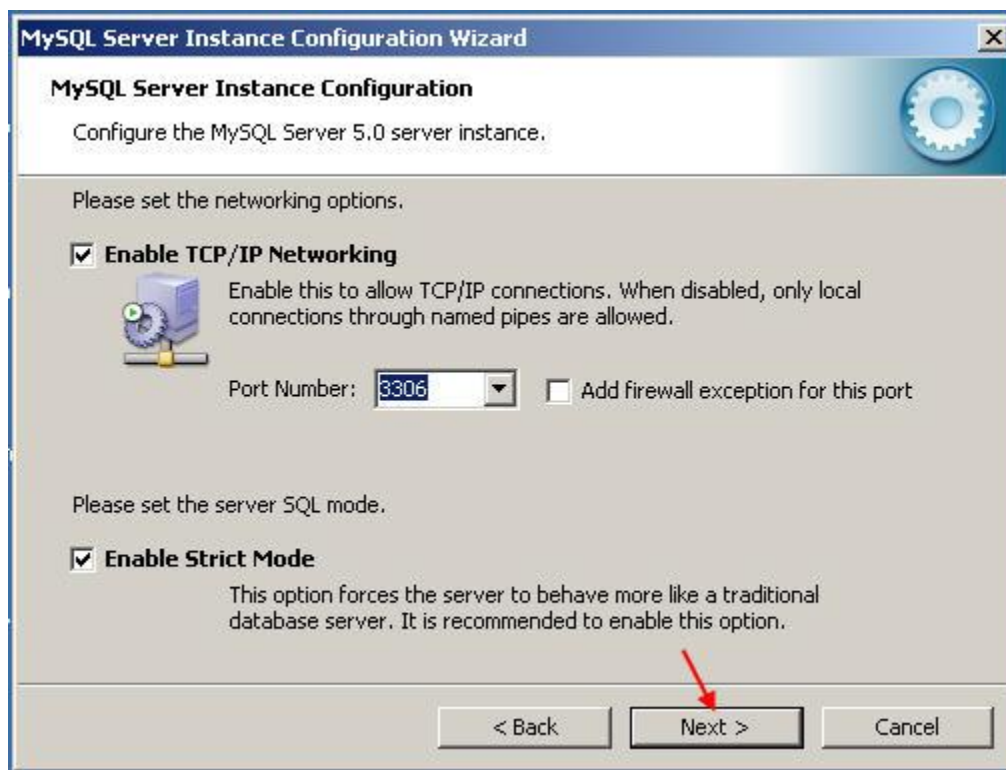 MySQL Server Instance Configuration Wizard
MySQL Server Instance Configuration
Configure the MySQL Server 5.0 server instance.
Please set the networking options.
Enable TCP/IP Networking
Enable this to allow TCP/IP connections. When disabled, only local
connections through named pipes are allowed.
Port Number: 3306 Add firewall exception for this port
Please set the server SQL mode.
Enable Strict Mode
This option forces the server to behave more like a traditional
database server. It is recommended to enable this option.
< Back Next > Cancel